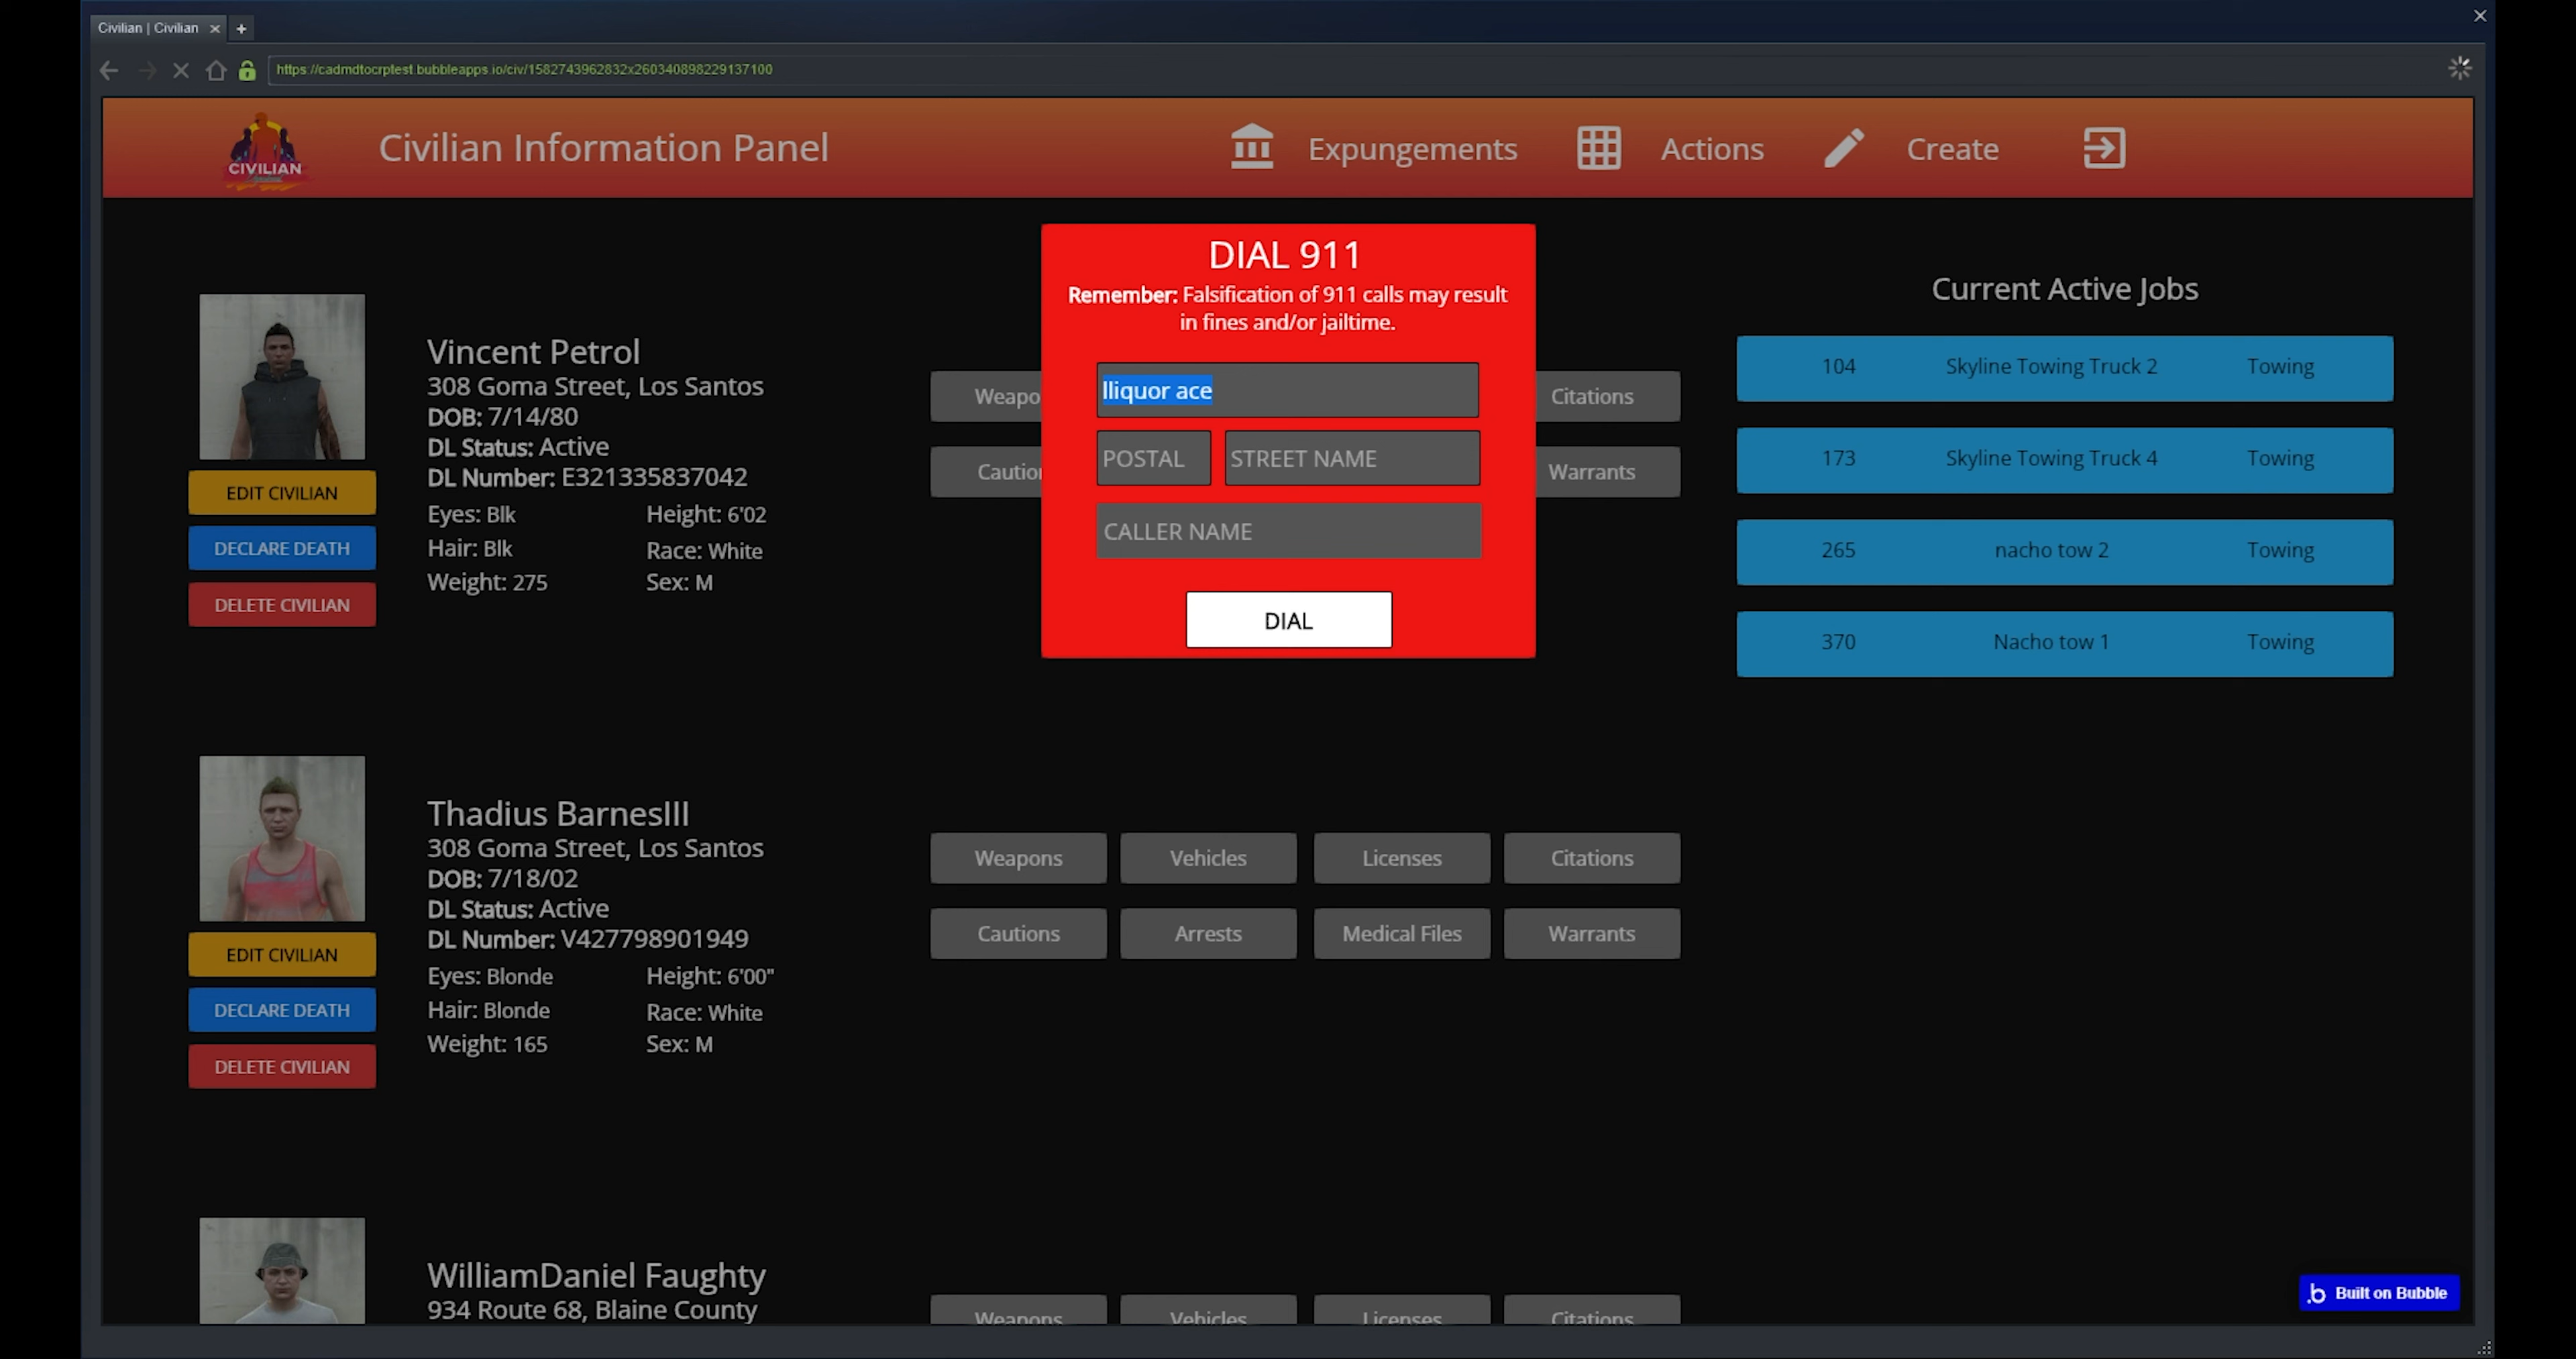 Civilian | Civilian
https://cadmdtocrptest.bubbleapps.io/civ/1582743962832x260340898229137100
CIVILIAN
Civilian Information Panel
Expungements
Actions
Create
DIAL 911
Remember: Falsification of 911 calls may result
in fines and/or jailtime.
lliquor ace
POSTAL
STREET NAME
CALLER NAME
DIAL
Current Active Jobs
104 Skyline Towing Truck 2 Towing
173 Skyline Towing Truck 4 Towing
265 nacho tow 2 Towing
370 Nacho tow 1 Towing
Vincent Petrol
308 Goma Street, Los Santos
DOB: 7/14/80
DL Status: Active
DL Number: E321335837042
Eyes: Blk Height: 6'02
Hair: Blk Race: White
Weight: 275 Sex: M
EDIT CIVILIAN
DECLARE DEATH
DELETE CIVILIAN
Weapo
Citations
Cautio
Warrants
Thadius BarnesIII
308 Goma Street, Los Santos
DOB: 7/18/02
DL Status: Active
DL Number: V427798901949
Eyes: Blonde Height: 6'00"
Hair: Blonde Race: White
Weight: 165 Sex: M
EDIT CIVILIAN
DECLARE DEATH
DELETE CIVILIAN
Weapons Vehicles Licenses Citations
Cautions Arrests Medical Files Warrants
WilliamDaniel Faughty
934 Route 68, Blaine County
Weapons Vehicles Licenses Citations
.b Built on Bubble